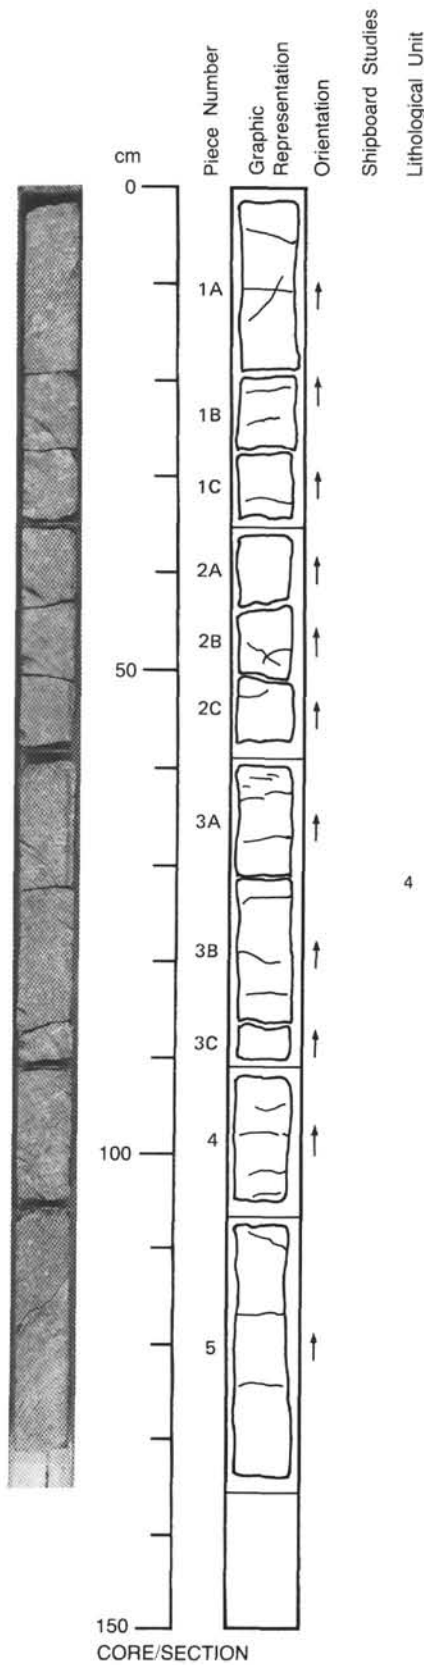 cm
Piece Number
Graphic
Representation
Orientation
Shipboard Studies
Lithological Unit
0
1A
1B
1C
2A
2B
50
2C
3A
4
3B
3C
4
100
5
150
CORE/SECTION